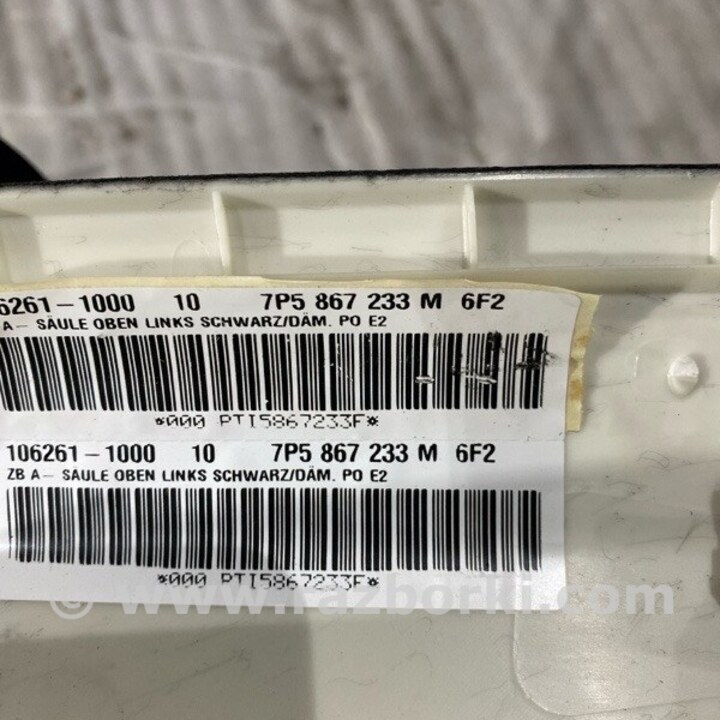 6261-1000 10 7P5 867 233 M 6F2
A- SÄULE OBEN LINKS SCHWARZ/DÄM. PO E2
*000 PTI5867233F*
106261-1000 10 7P5 867 233 M 6F2
ZB A- SÄULE OBEN LINKS SCHWARZ/DÄM. PO E2
*000 PTI5867233F*
© www.razborki.com